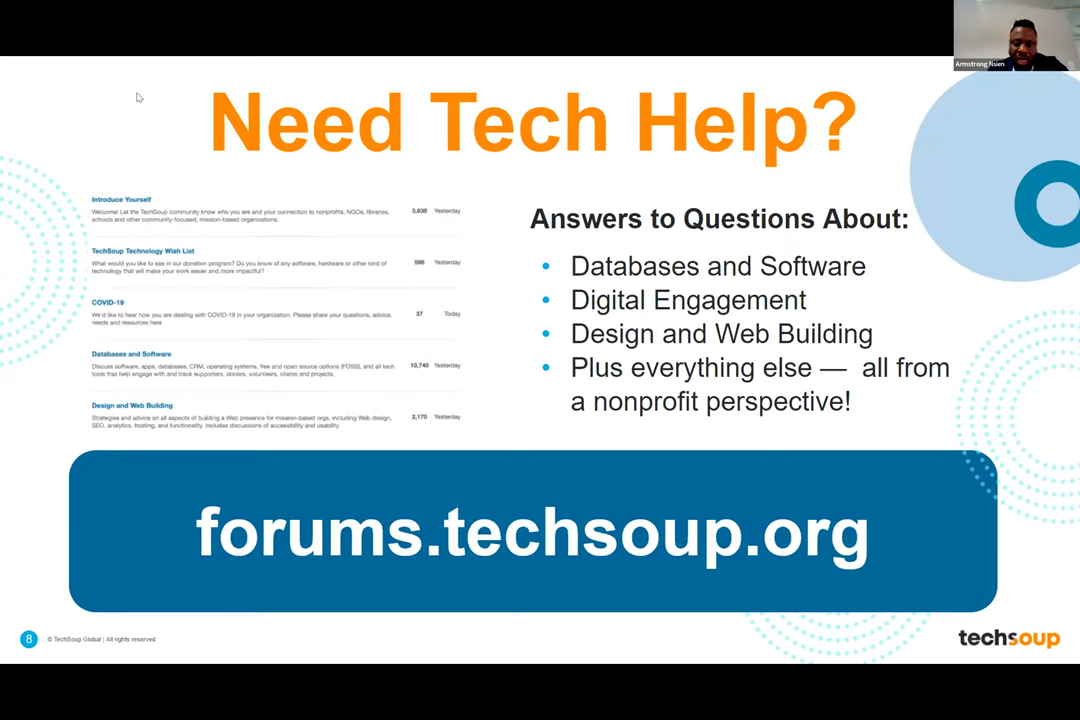 Armstrong Nsien
Need Tech Help?
Introduce Yourself
Welcome! Let the TechSoup community know who you are and your connection to nonprofits, NGOs, libraries,
schools and other community-focused, mission-based organizations.
3,638 Yesterday
TechSoup Technology Wish List
What would you like to see in our donation program? Do you know of any software, hardware or other kind of
technology that will make your work easier and more impactful?
596 Yesterday
COVID-19
We'd like to hear how you are dealing with COVID-19 in your organization. Please share your questions, advice,
needs and resources here
37 Today
Databases and Software
Discuss software, apps, databases, CRM, operating systems, free and open source options (FOSS), and all tech
tools that help engage with and track supporters, donors, volunteers, clients and projects.
10,740 Yesterday
Design and Web Building
Strategies and advice on all aspects of building a Web presence for mission-based orgs, including Web design,
SEO, analytics, hosting, and functionality. Includes discussions of accessibility and usability.
2,170 Yesterday
Answers to Questions About:
• Databases and Software
• Digital Engagement
• Design and Web Building
• Plus everything else — all from
a nonprofit perspective!
forums.techsoup.org
8
© TechSoup Global | All rights reserved
techsoup